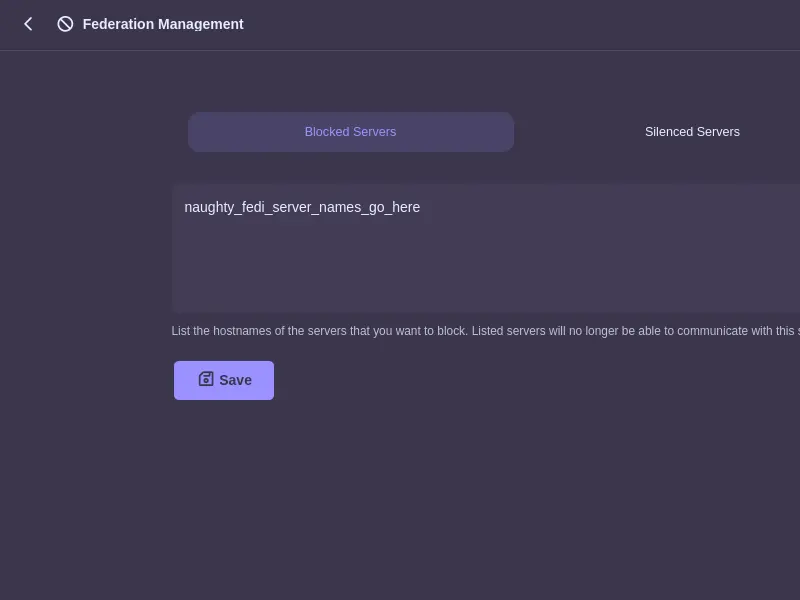 Federation Management
Blocked Servers
Silenced Servers
naughty_fedi_server_names_go_here
List the hostnames of the servers that you want to block. Listed servers will no longer be able to communicate with this
Save